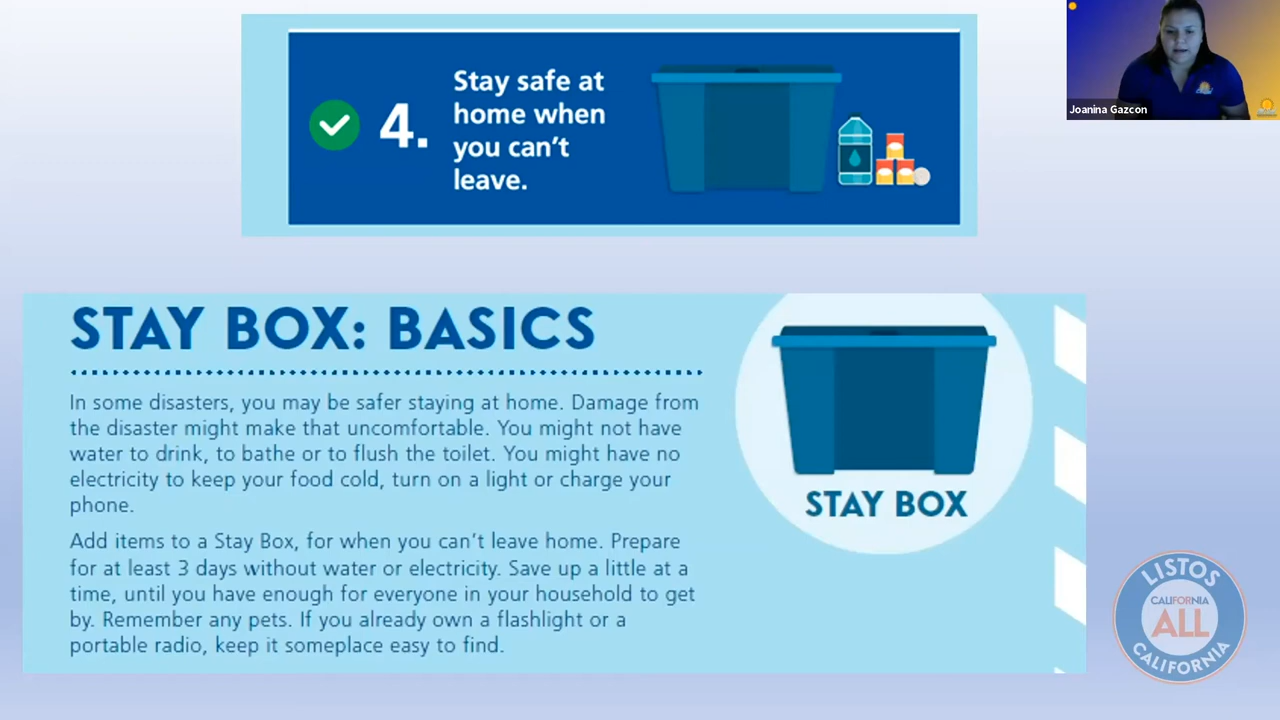 4.
Stay safe at
home when
you can't
leave.
Joanina Gazcon
STAY BOX: BASICS
In some disasters, you may be safer staying at home. Damage from
the disaster might make that uncomfortable. You might not have
water to drink, to bathe or to flush the toilet. You might have no
electricity to keep your food cold, turn on a light or charge your
phone.
Add items to a Stay Box, for when you can't leave home. Prepare
for at least 3 days without water or electricity. Save up a little at a
time, until you have enough for everyone in your household to get
by. Remember any pets. If you already own a flashlight or a
portable radio, keep it someplace easy to find.
STAY BOX
LISTOS
CALIFORNIA
ALL
CALIFORNIA